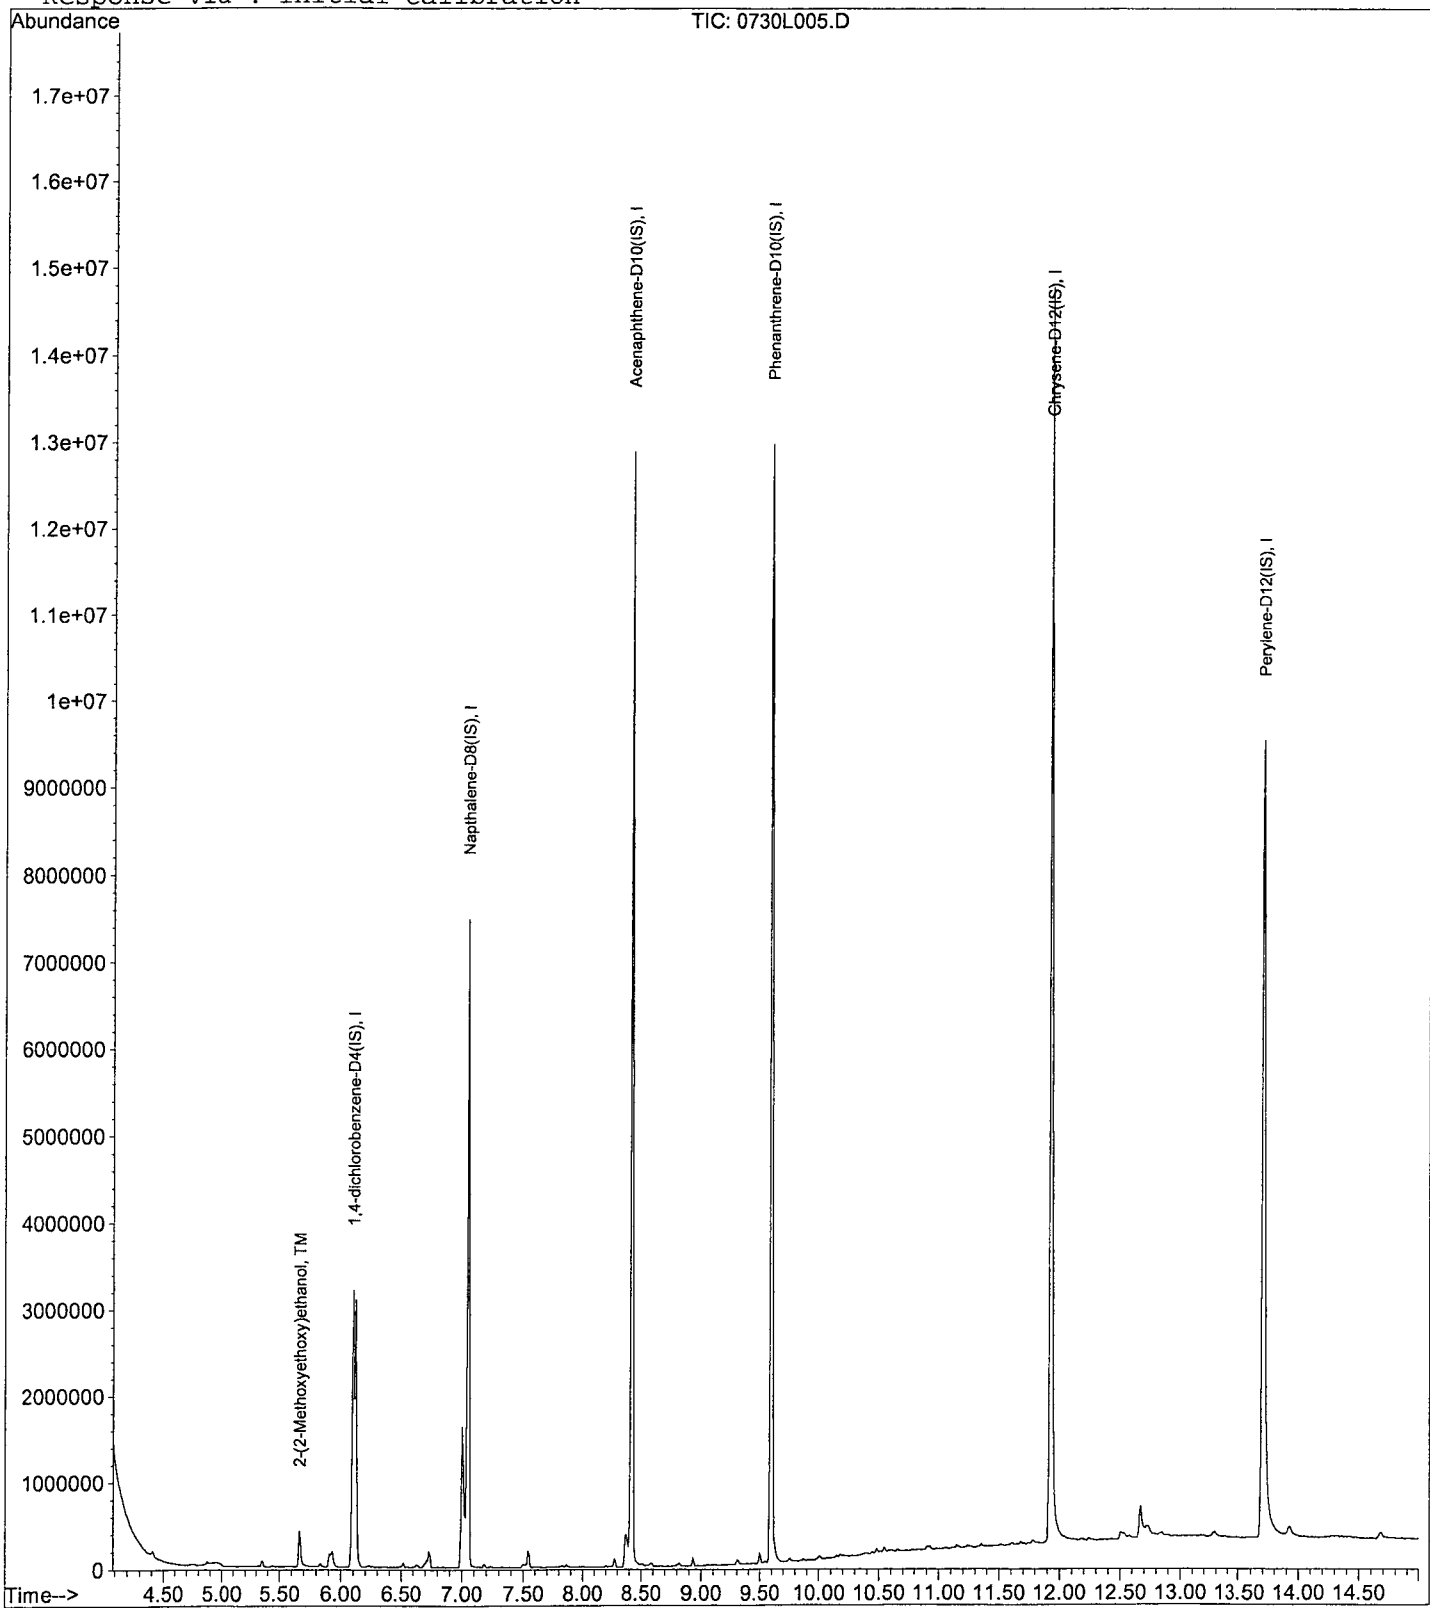 Response via : Initial Calibration
Abundance
TIC: 0730L005.D
1.7e+07
1.6e+07
1.5e+07
1.4e+07
1.3e+07
1.2e+07
1.1e+07
1e+07
9000000
8000000
7000000
6000000
5000000
4000000
3000000
2000000
1000000
0
2-(2-Methoxyethoxy)ethanol, TM
1,4-dichlorobenzene-D4(IS), I
Napthalene-D8(IS), I
Acenaphthene-D10(IS), I
Phenanthrene-D10(IS), I
Chrysene-D12(IS), I
Perylene-D12(IS), I
Time--> 4.50 5.00 5.50 6.00 6.50 7.00 7.50 8.00 8.50 9.00 9.50 10.00 10.50 11.00 11.50 12.00 12.50 13.00 13.50 14.00 14.50